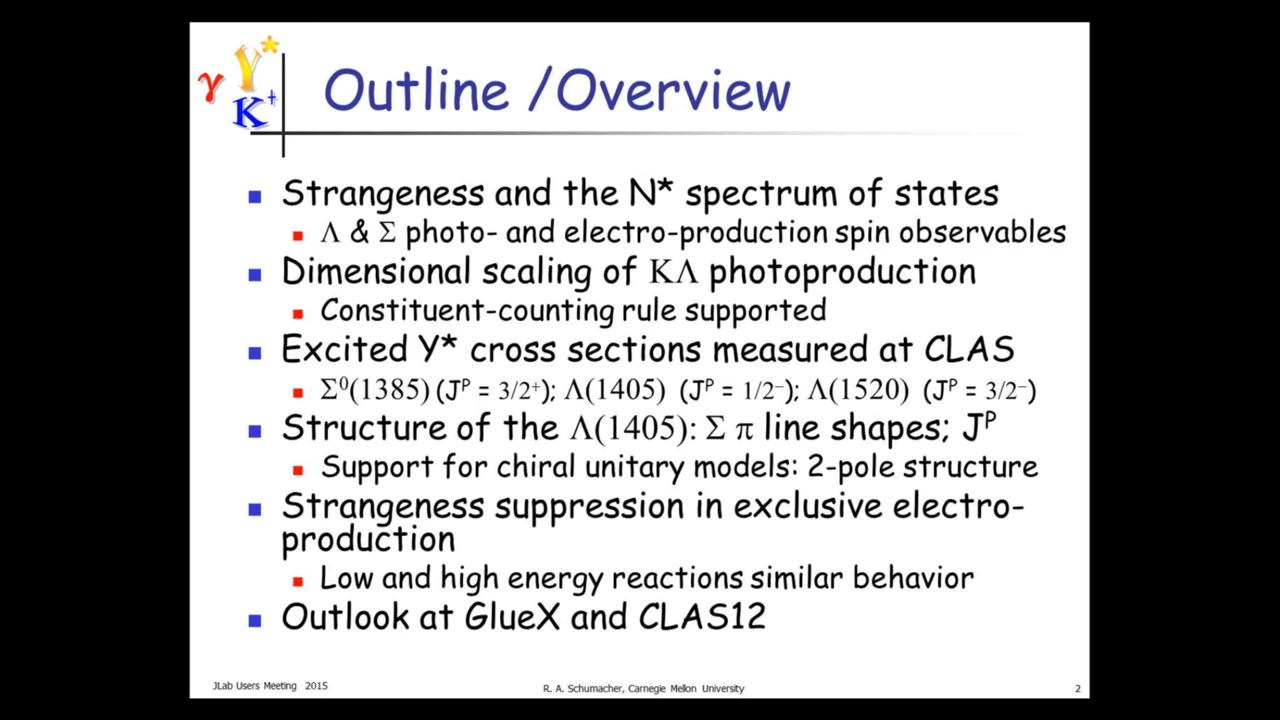 γ Y* K⁺
Outline /Overview
Strangeness and the N* spectrum of states
Λ & Σ photo- and electro-production spin observables
Dimensional scaling of KΛ photoproduction
Constituent-counting rule supported
Excited Y* cross sections measured at CLAS
Σ⁰(1385) (Jᴾ = 3/2⁺); Λ(1405) (Jᴾ = 1/2⁻); Λ(1520) (Jᴾ = 3/2⁻)
Structure of the Λ(1405): Σ π line shapes; Jᴾ
Support for chiral unitary models: 2-pole structure
Strangeness suppression in exclusive electro-
production
Low and high energy reactions similar behavior
Outlook at GlueX and CLAS12
JLab Users Meeting 2015
R. A. Schumacher, Carnegie Mellon University
2